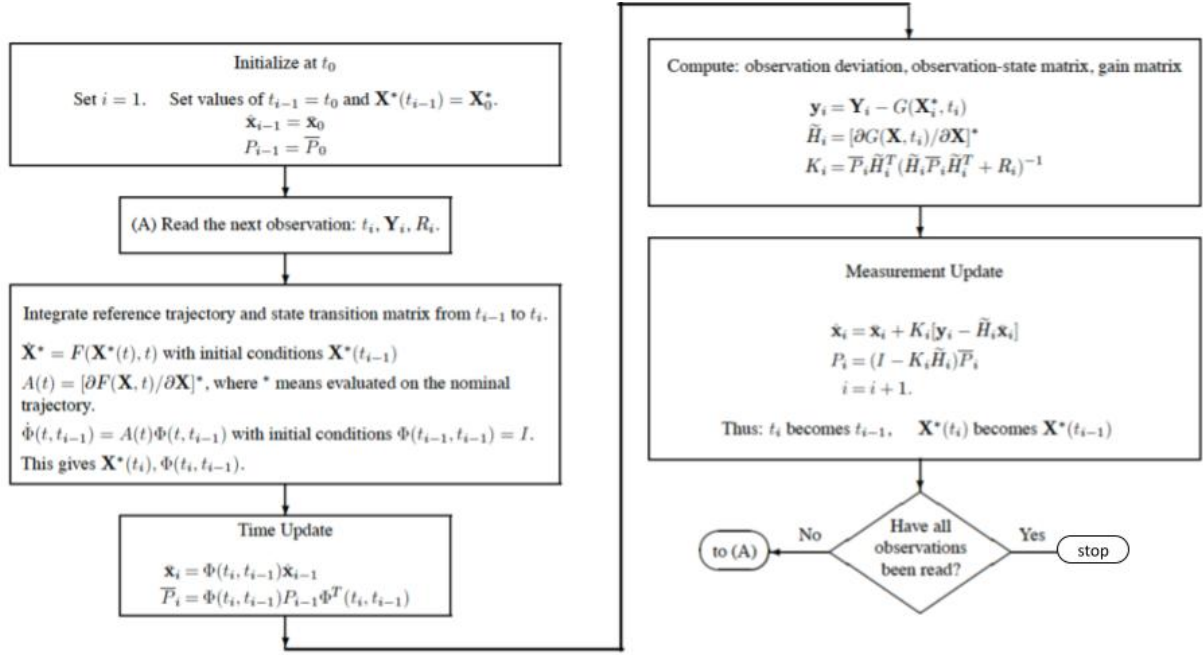 Initialize at t₀
Set i = 1. Set values of tᵢ₋₁ = t₀ and X*(tᵢ₋₁) = X₀*.
x̂ᵢ₋₁ = x̄₀
Pᵢ₋₁ = P̄₀
(A) Read the next observation: tᵢ, Yᵢ, Rᵢ.
Integrate reference trajectory and state transition matrix from tᵢ₋₁ to tᵢ.
Ẋ* = F(X*(t), t) with initial conditions X*(tᵢ₋₁)
A(t) = [∂F(X, t)/∂X]*, where * means evaluated on the nominal
trajectory.
Φ̇(t, tᵢ₋₁) = A(t)Φ(t, tᵢ₋₁) with initial conditions Φ(tᵢ₋₁, tᵢ₋₁) = I.
This gives X*(tᵢ), Φ(tᵢ, tᵢ₋₁).
Time Update
x̄ᵢ = Φ(tᵢ, tᵢ₋₁)x̂ᵢ₋₁
P̄ᵢ = Φ(tᵢ, tᵢ₋₁)Pᵢ₋₁Φᵀ(tᵢ, tᵢ₋₁)
Compute: observation deviation, observation-state matrix, gain matrix
yᵢ = Yᵢ − G(Xᵢ*, tᵢ)
H̃ᵢ = [∂G(X, tᵢ)/∂X]*
Kᵢ = P̄ᵢH̃ᵢᵀ(H̃ᵢP̄ᵢH̃ᵢᵀ + Rᵢ)⁻¹
Measurement Update
x̂ᵢ = x̄ᵢ + Kᵢ[yᵢ − H̃ᵢx̄ᵢ]
Pᵢ = (I − KᵢH̃ᵢ)P̄ᵢ
i = i + 1.
Thus: tᵢ becomes tᵢ₋₁, X*(tᵢ) becomes X*(tᵢ₋₁)
Have all
observations
been read?
No
to (A)
Yes
stop